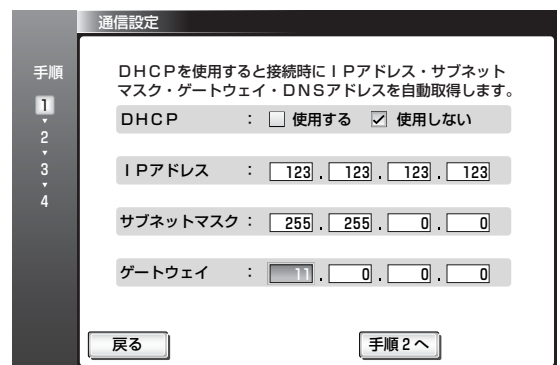 通信設定
手順
1
2
3
4
DHCPを使用すると接続時にIPアドレス・サブネット
マスク・ゲートウェイ・DNSアドレスを自動取得します。
DHCP : 使用する 使用しない
IPアドレス : 123 . 123 . 123 . 123
サブネットマスク : 255 . 255 . 0 . 0
ゲートウェイ : 11 . 0 . 0 . 0
戻る 手順2へ